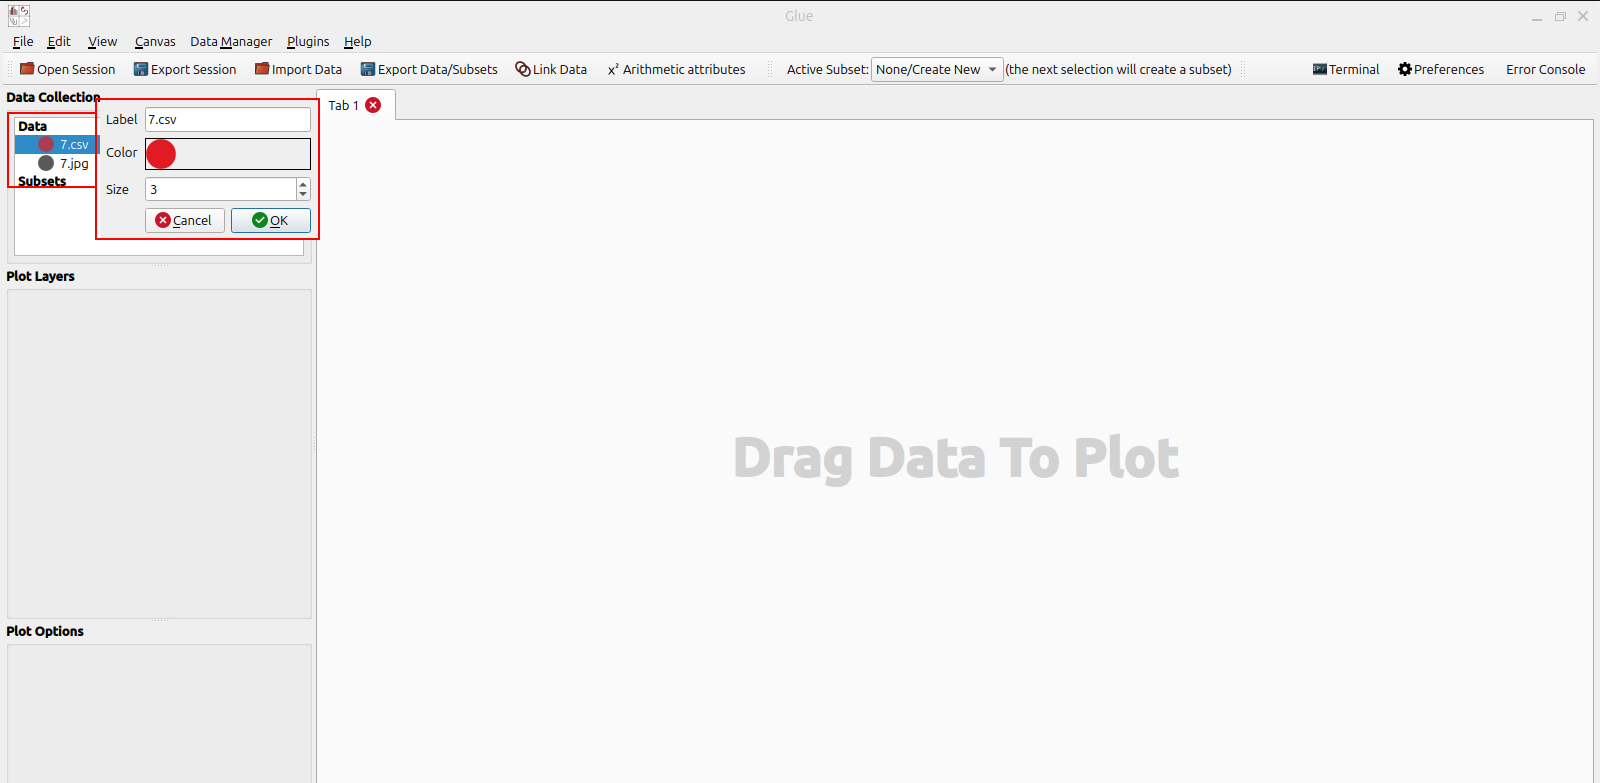 Glue
File Edit View Canvas Data Manager Plugins Help
Open Session Export Session Import Data Export Data/Subsets Link Data x² Arithmetic attributes Active Subset: None/Create New (the next selection will create a subset) Terminal Preferences Error Console
Data Collection
Data
7.csv
7.jpg
Subsets
Label 7.csv
Color
Size 3
Cancel OK
Tab 1
Plot Layers
Drag Data To Plot
Plot Options